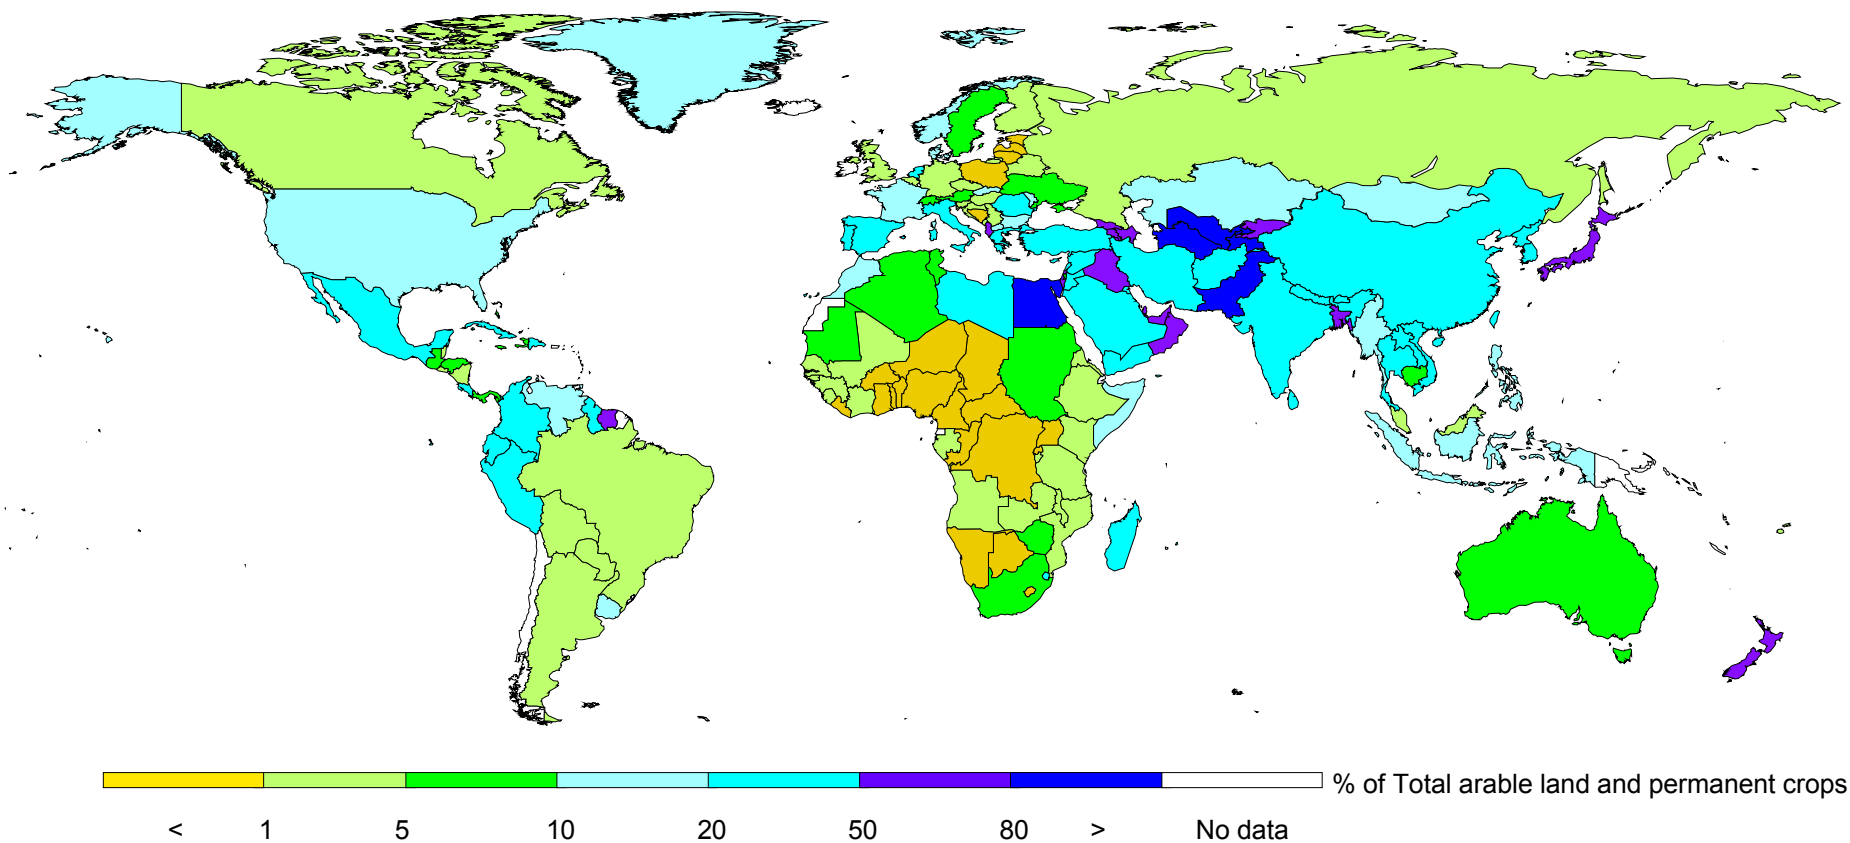 % of Total arable land and permanent crops
< 1 5 10 20 50 80 > No data